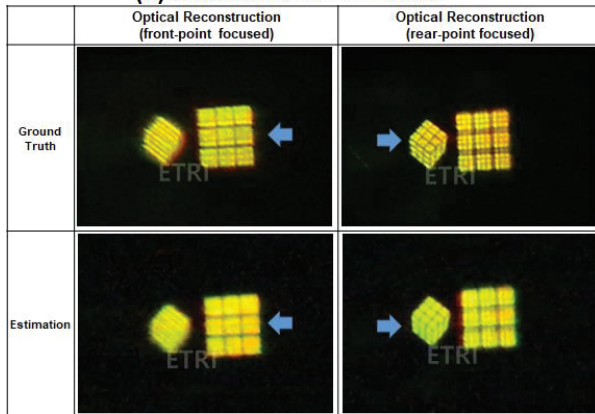 Optical Reconstruction
(front-point focused)
Optical Reconstruction
(rear-point focused)
Ground
Truth
ETRI
ETRI
Estimation
ETRI
ETRI